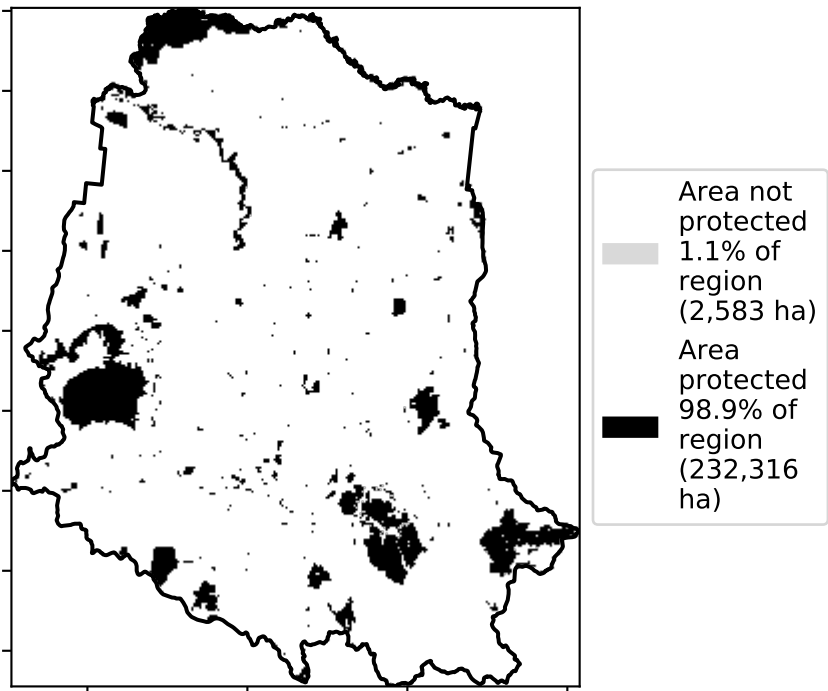 Area not
protected
1.1% of
region
(2,583 ha)
Area
protected
98.9% of
region
(232,316
ha)